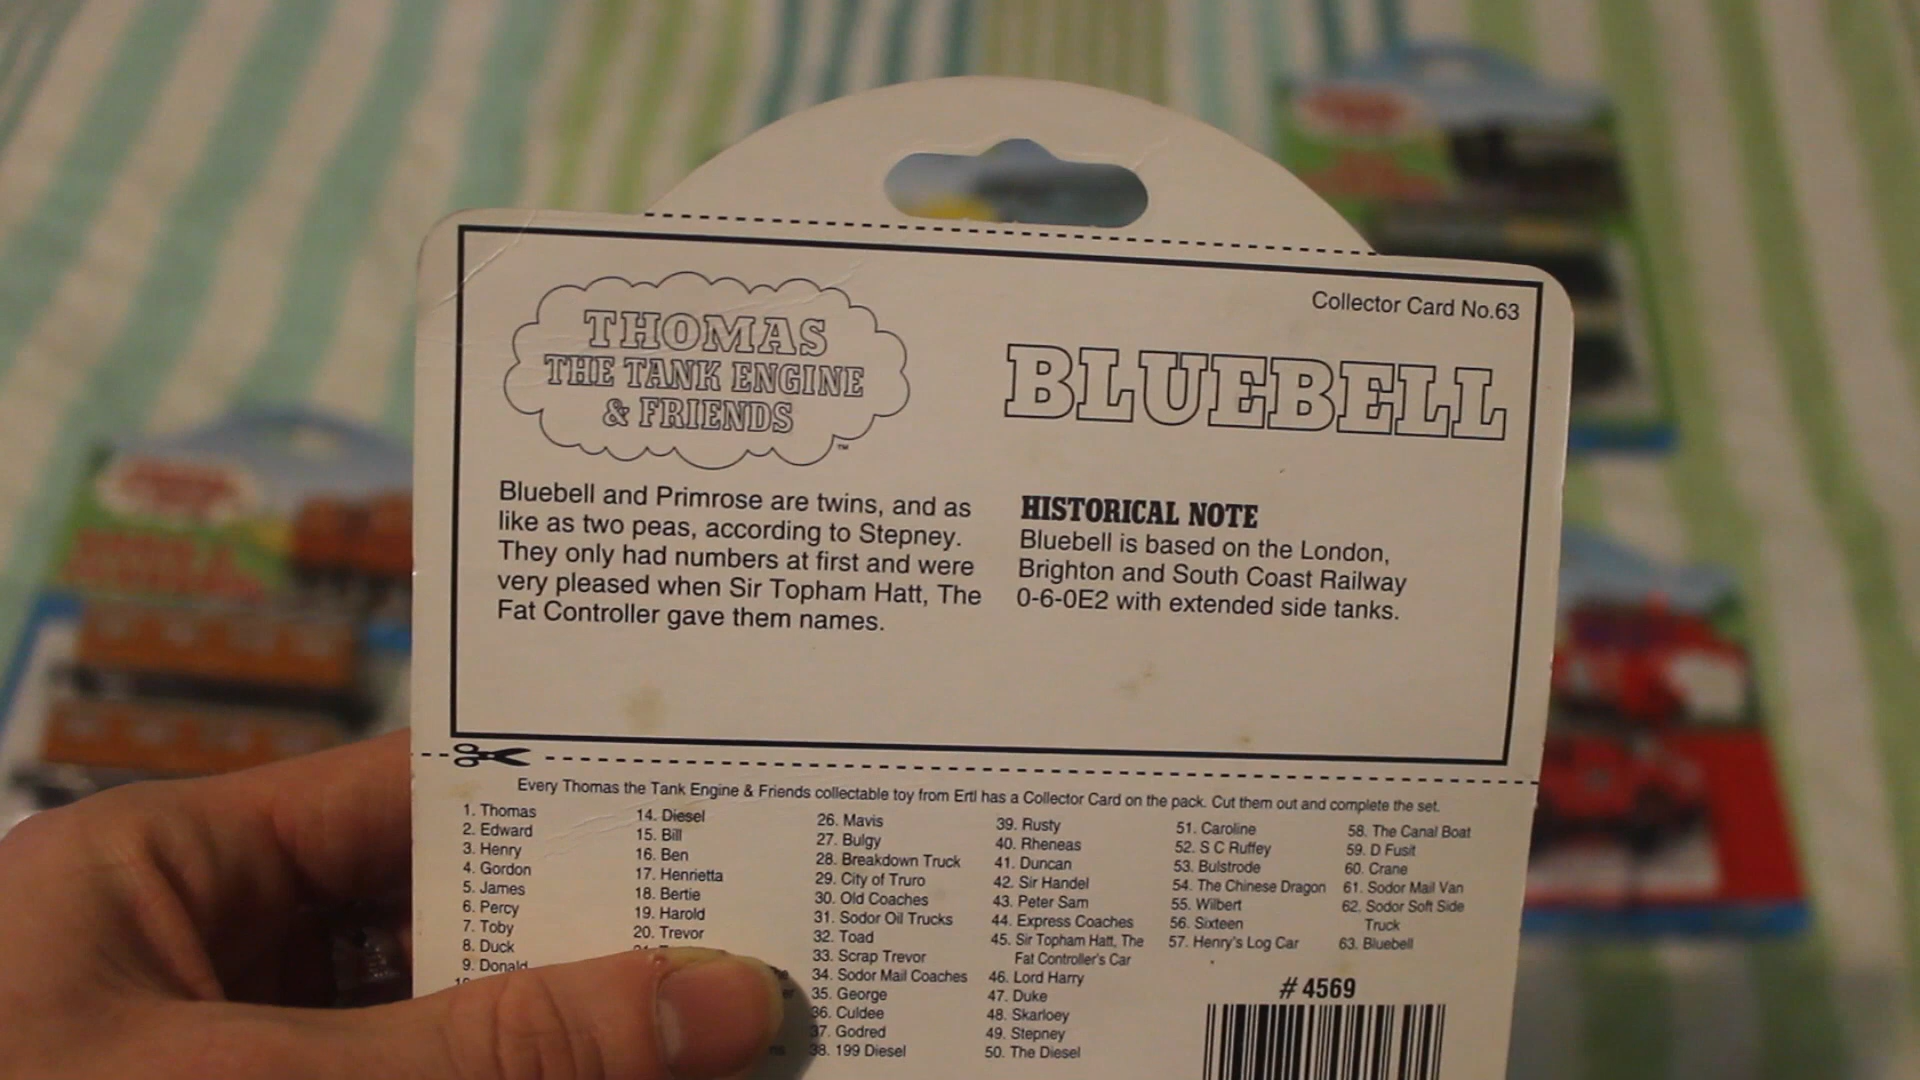 Collector Card No.63
THOMAS
THE TANK ENGINE
& FRIENDS
TM
BLUEBELL
Bluebell and Primrose are twins, and as
like as two peas, according to Stepney.
They only had numbers at first and were
very pleased when Sir Topham Hatt, The
Fat Controller gave them names.
HISTORICAL NOTE
Bluebell is based on the London,
Brighton and South Coast Railway
0-6-0E2 with extended side tanks.
Every Thomas the Tank Engine & Friends collectable toy from Ertl has a Collector Card on the pack. Cut them out and complete the set.
1. Thomas
2. Edward
3. Henry
4. Gordon
5. James
6. Percy
7. Toby
8. Duck
9. Donald
14. Diesel
15. Bill
16. Ben
17. Henrietta
18. Bertie
19. Harold
20. Trevor
26. Mavis
27. Bulgy
28. Breakdown Truck
29. City of Truro
30. Old Coaches
31. Sodor Oil Trucks
32. Toad
33. Scrap Trevor
34. Sodor Mail Coaches
35. George
36. Culdee
37. Godred
38. 199 Diesel
39. Rusty
40. Rheneas
41. Duncan
42. Sir Handel
43. Peter Sam
44. Express Coaches
45. Sir Topham Hatt, The
Fat Controller's Car
46. Lord Harry
47. Duke
48. Skarloey
49. Stepney
50. The Diesel
51. Caroline
52. S C Ruffey
53. Bulstrode
54. The Chinese Dragon
55. Wilbert
56. Sixteen
57. Henry's Log Car
58. The Canal Boat
59. D Fusit
60. Crane
61. Sodor Mail Van
62. Sodor Soft Side
Truck
63. Bluebell
# 4569